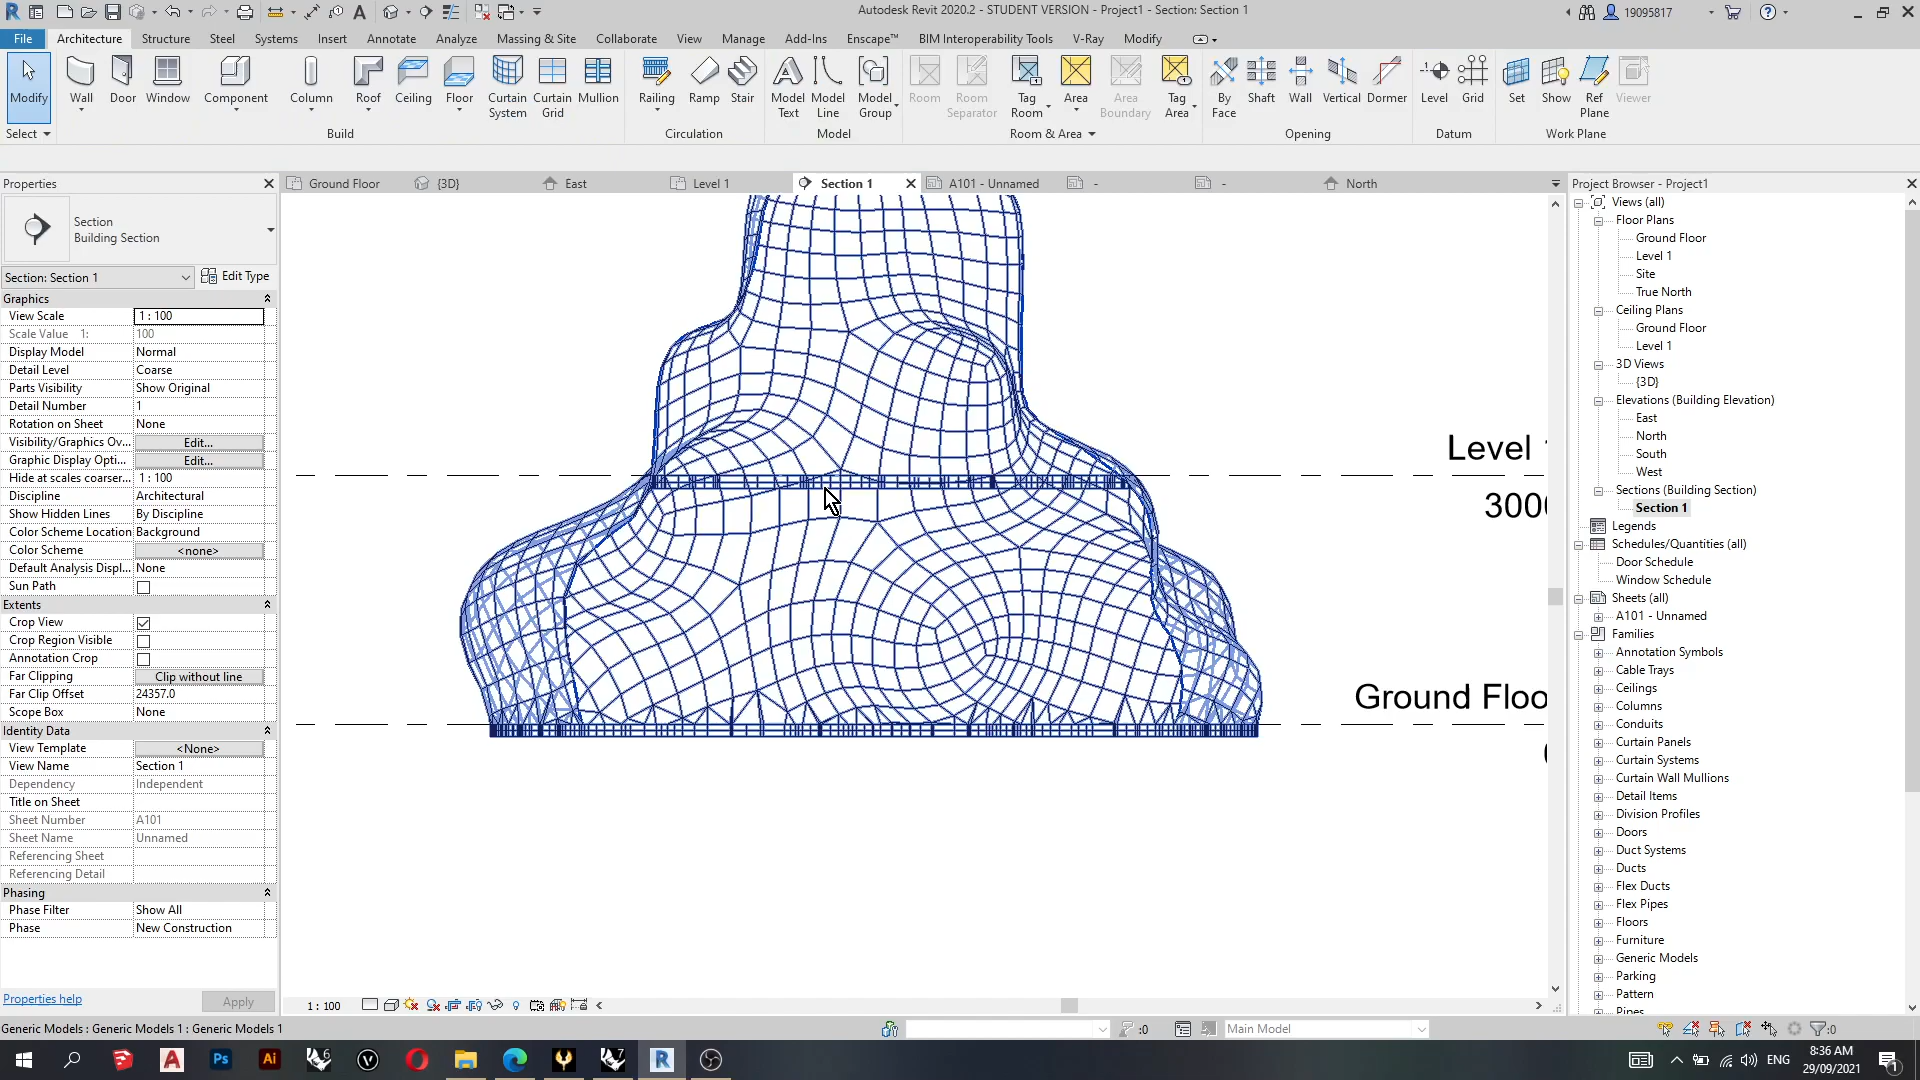 Autodesk Revit 2020.2 - STUDENT VERSION - Project1 - Section: Section 1
19095817
File Architecture Structure Steel Systems Insert Annotate Analyze Massing & Site Collaborate View Manage Add-Ins Enscape™ BIM Interoperability Tools V-Ray Modify
Modify Wall Door Window Component Column Roof Ceiling Floor Curtain System Curtain Grid Mullion Railing Ramp Stair Model Text Model Line Model Group Room Room Separator Tag Room Area Area Boundary Tag Area By Face Shaft Wall Vertical Dormer Level Grid Set Show Ref Plane Viewer
Select Build Circulation Model Room & Area Opening Datum Work Plane
Properties
Ground Floor {3D} East Level 1 Section 1 A101 - Unnamed - - North
Section
Building Section
Section: Section 1 Edit Type
Graphics
View Scale 1 : 100
Scale Value 1: 100
Display Model Normal
Detail Level Coarse
Parts Visibility Show Original
Detail Number 1
Rotation on Sheet None
Visibility/Graphics Ov... Edit...
Graphic Display Opti... Edit...
Hide at scales coarser... 1 : 100
Discipline Architectural
Show Hidden Lines By Discipline
Color Scheme Location Background
Color Scheme <none>
Default Analysis Displ... None
Sun Path
Extents
Crop View
Crop Region Visible
Annotation Crop
Far Clipping Clip without line
Far Clip Offset 24357.0
Scope Box None
Identity Data
View Template <None>
View Name Section 1
Dependency Independent
Title on Sheet
Sheet Number A101
Sheet Name Unnamed
Referencing Sheet
Referencing Detail
Phasing
Phase Filter Show All
Phase New Construction
Properties help Apply
Level 1
3000
Ground Floo
Project Browser - Project1
Views (all)
Floor Plans
Ground Floor
Level 1
Site
True North
Ceiling Plans
Ground Floor
Level 1
3D Views
{3D}
Elevations (Building Elevation)
East
North
South
West
Sections (Building Section)
Section 1
Legends
Schedules/Quantities (all)
Door Schedule
Window Schedule
Sheets (all)
A101 - Unnamed
Families
Annotation Symbols
Cable Trays
Ceilings
Columns
Conduits
Curtain Panels
Curtain Systems
Curtain Wall Mullions
Detail Items
Division Profiles
Doors
Duct Systems
Ducts
Flex Ducts
Flex Pipes
Floors
Furniture
Generic Models
Parking
Pattern
Pipes
1 : 100
Generic Models : Generic Models 1 : Generic Models 1
:0 Main Model :0
ENG
8:36 AM
29/09/2021